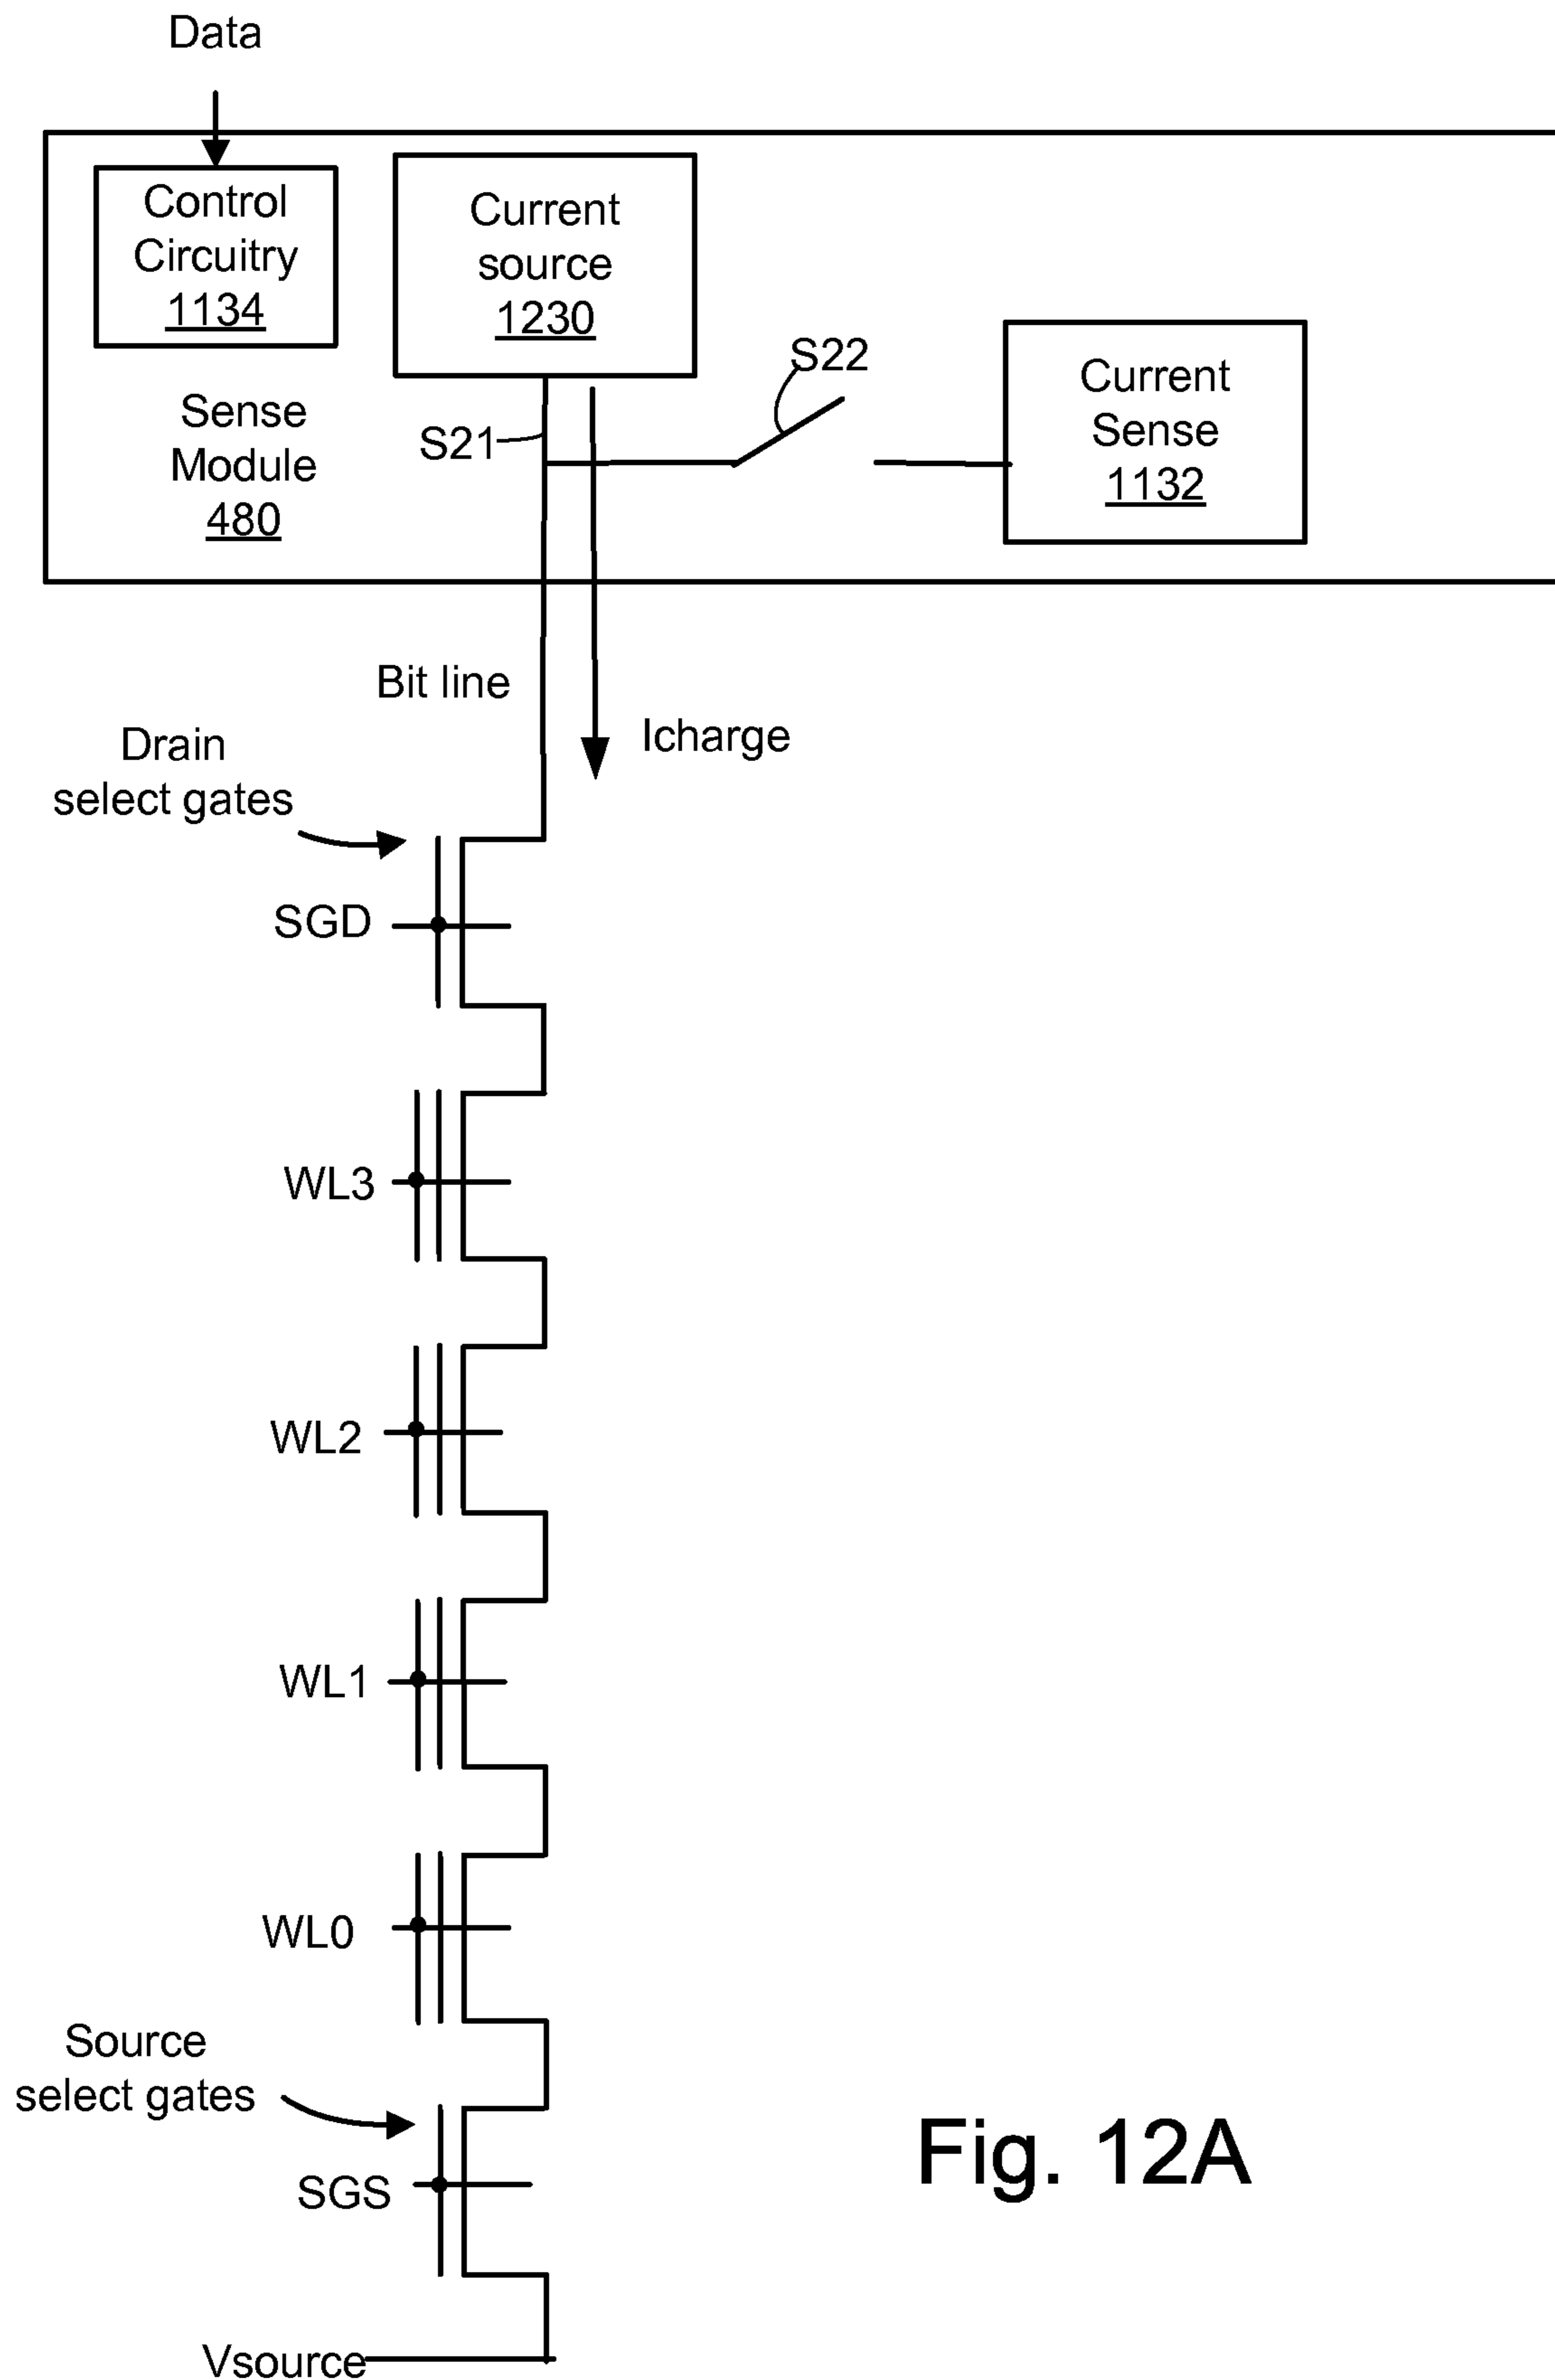 Data
Control
Circuitry
1134
Current
source
1230
S22
Current
Sense
1132
Sense
Module
480
S21
Bit line
Icharge
Drain
select gates
SGD
WL3
WL2
WL1
WL0
Source
select gates
SGS
Vsource
Fig. 12A